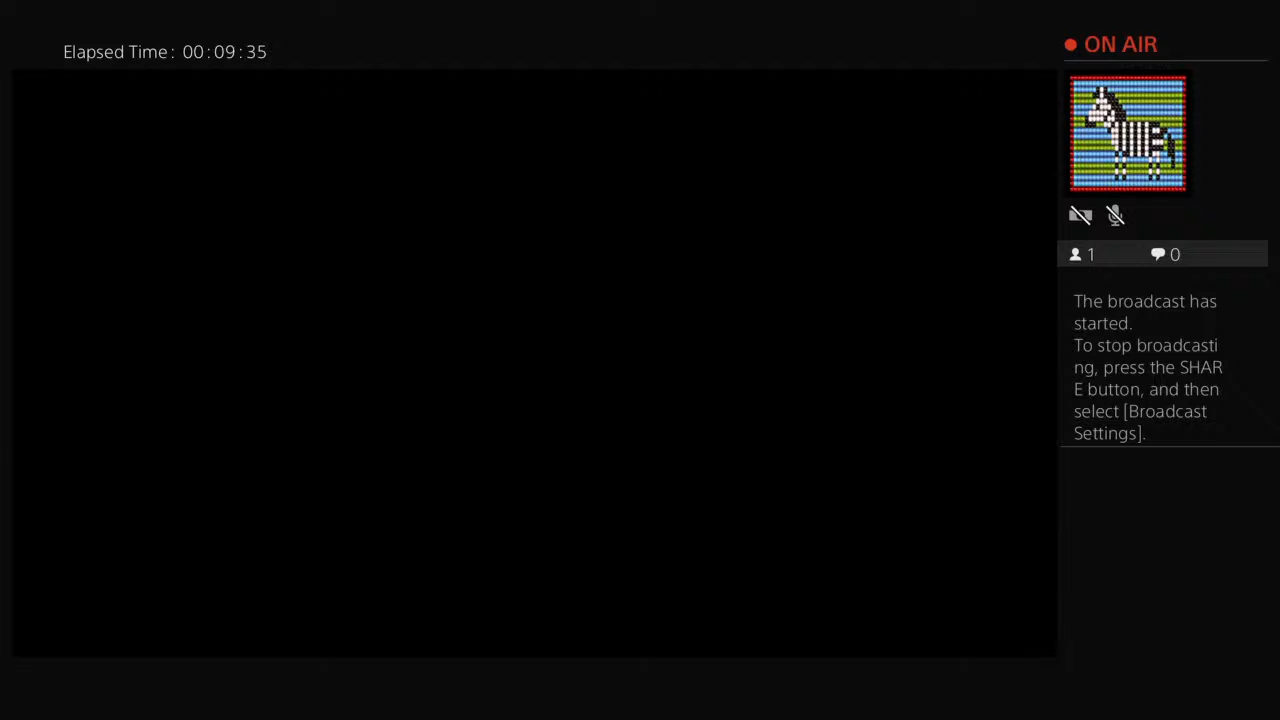 Elapsed Time: 00:09:35
ON AIR
1 0
The broadcast has
started.
To stop broadcasti
ng, press the SHAR
E button, and then
select [Broadcast
Settings].